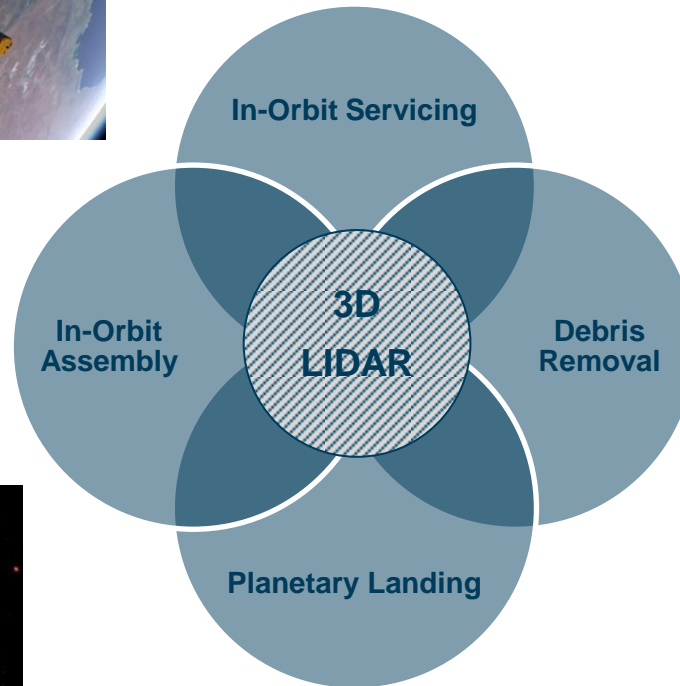 In-Orbit Servicing
In-Orbit
Assembly
3D
LIDAR
Debris
Removal
Planetary Landing